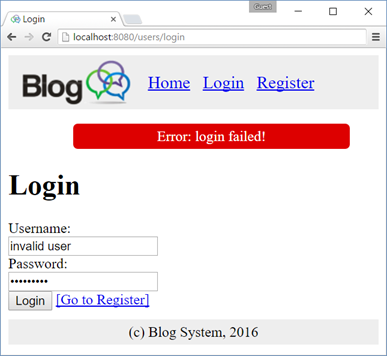 Guest
Login
localhost:8080/users/login
Blog Home Login Register
Error: login failed!
Login
Username:
invalid user
Password:
•••••••••
Login [Go to Register]
(c) Blog System, 2016